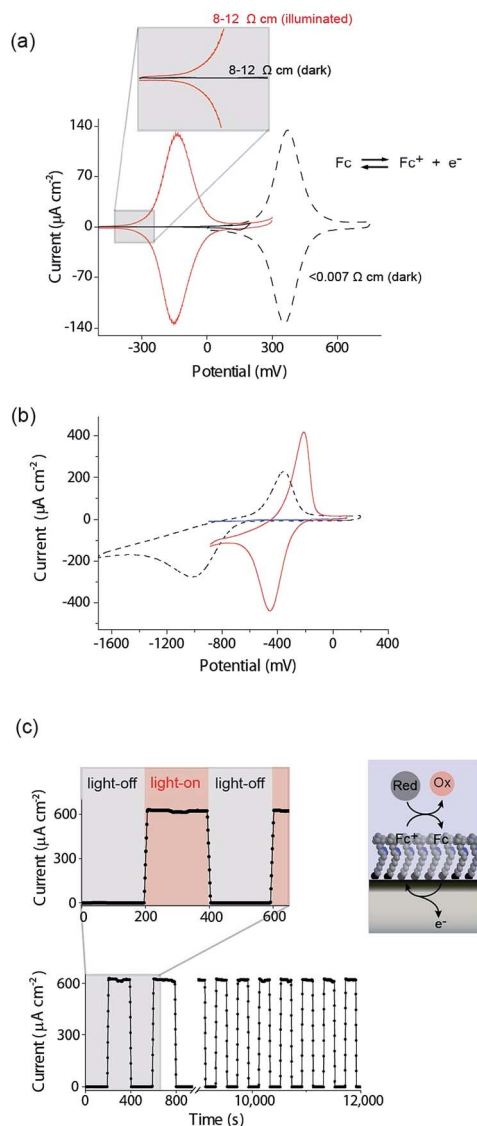 (a)
8-12 Ω cm (illuminated)
8-12 Ω cm (dark)
140
70
0
-70
-140
Current (µA cm⁻²)
Fc ⇌ Fc⁺ + e⁻
<0.007 Ω cm (dark)
-300 0 300 600
Potential (mV)
(b)
400
200
0
-200
-400
Current (µA cm⁻²)
-1600 -1200 -800 -400 0 400
Potential (mV)
(c)
light-off light-on light-off
600
300
0
Current (µA cm⁻²)
0 200 400 600
Red Ox
Fc⁺ Fc
e⁻
600
300
0
Current (µA cm⁻²)
0 400 800 10,000 12,000
Time (s)